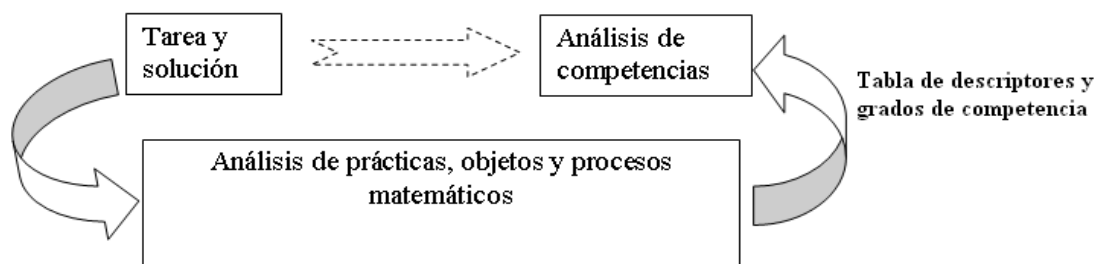 Tarea y
solución
Análisis de
competencias
Tabla de descriptores y
grados de competencia
Análisis de prácticas, objetos y procesos
matemáticos